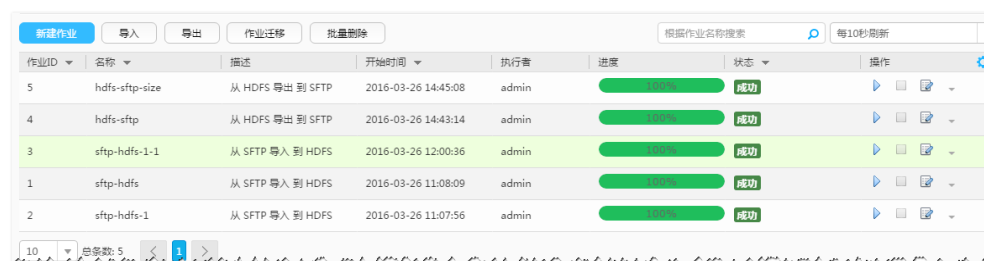 新建作业 导入 导出 作业迁移 批量删除 根据作业名称搜索 每10秒刷新
作业ID 名称 描述 开始时间 执行者 进度 状态 操作
5 hdfs-sftp-size 从 HDFS 导出 到 SFTP 2016-03-26 14:45:08 admin 100% 成功
4 hdfs-sftp 从 HDFS 导出 到 SFTP 2016-03-26 14:43:14 admin 100% 成功
3 sftp-hdfs-1-1 从 SFTP 导入 到 HDFS 2016-03-26 12:00:36 admin 100% 成功
1 sftp-hdfs 从 SFTP 导入 到 HDFS 2016-03-26 11:08:09 admin 100% 成功
2 sftp-hdfs-1 从 SFTP 导入 到 HDFS 2016-03-26 11:07:56 admin 100% 成功
10 总条数: 5 1